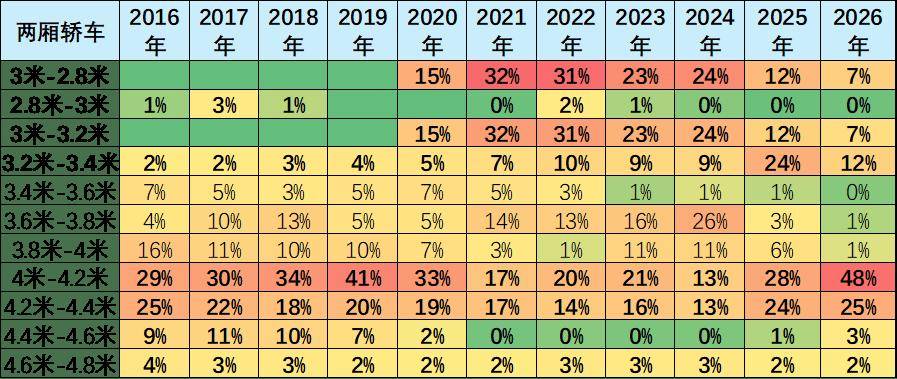 两厢轿车 2016年 2017年 2018年 2019年 2020年 2021年 2022年 2023年 2024年 2025年 2026年
3米-2.8米 15% 32% 31% 23% 24% 12% 7%
2.8米-3米 1% 3% 1% 0% 2% 1% 0% 0% 0%
3米-3.2米 15% 32% 31% 23% 24% 12% 7%
3.2米-3.4米 2% 2% 3% 4% 5% 7% 10% 9% 9% 24% 12%
3.4米-3.6米 7% 5% 3% 5% 7% 5% 3% 1% 1% 1% 0%
3.6米-3.8米 4% 10% 13% 5% 5% 14% 13% 16% 26% 3% 1%
3.8米-4米 16% 11% 10% 10% 7% 3% 1% 11% 11% 6% 1%
4米-4.2米 29% 30% 34% 41% 33% 17% 20% 21% 13% 28% 48%
4.2米-4.4米 25% 22% 18% 20% 19% 17% 14% 16% 13% 24% 25%
4.4米-4.6米 9% 11% 10% 7% 2% 0% 0% 0% 0% 1% 3%
4.6米-4.8米 4% 3% 3% 2% 2% 2% 3% 3% 3% 2% 2%